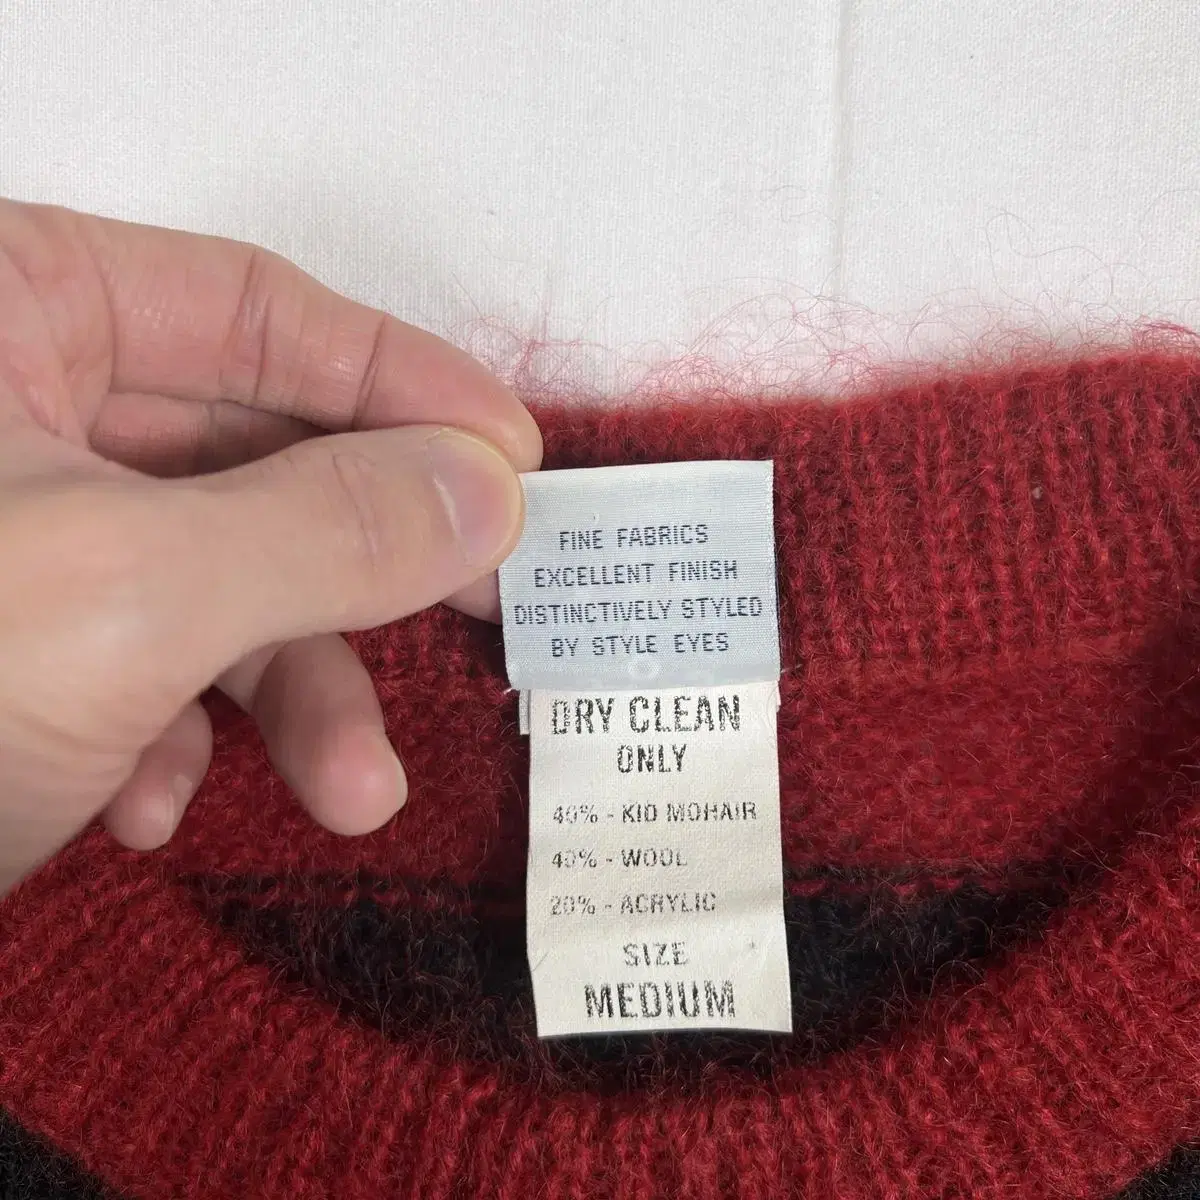 FINE FABRICS
EXCELLENT FINISH
DISTINCTIVELY STYLED
BY STYLE EYES
DRY CLEAN
ONLY
40% - KID MOHAIR
40% - WOOL
20% - ACRYLIC
SIZE
MEDIUM